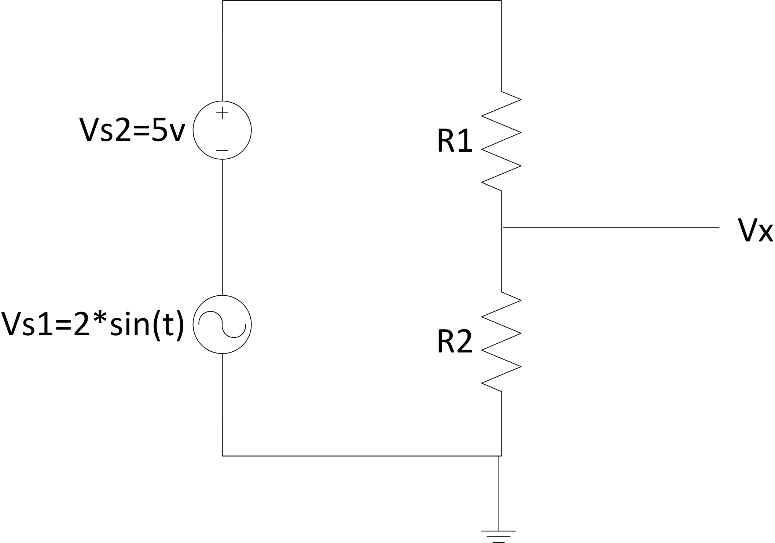 Vs2=5v
R1
Vx
Vs1=2*sin(t)
R2